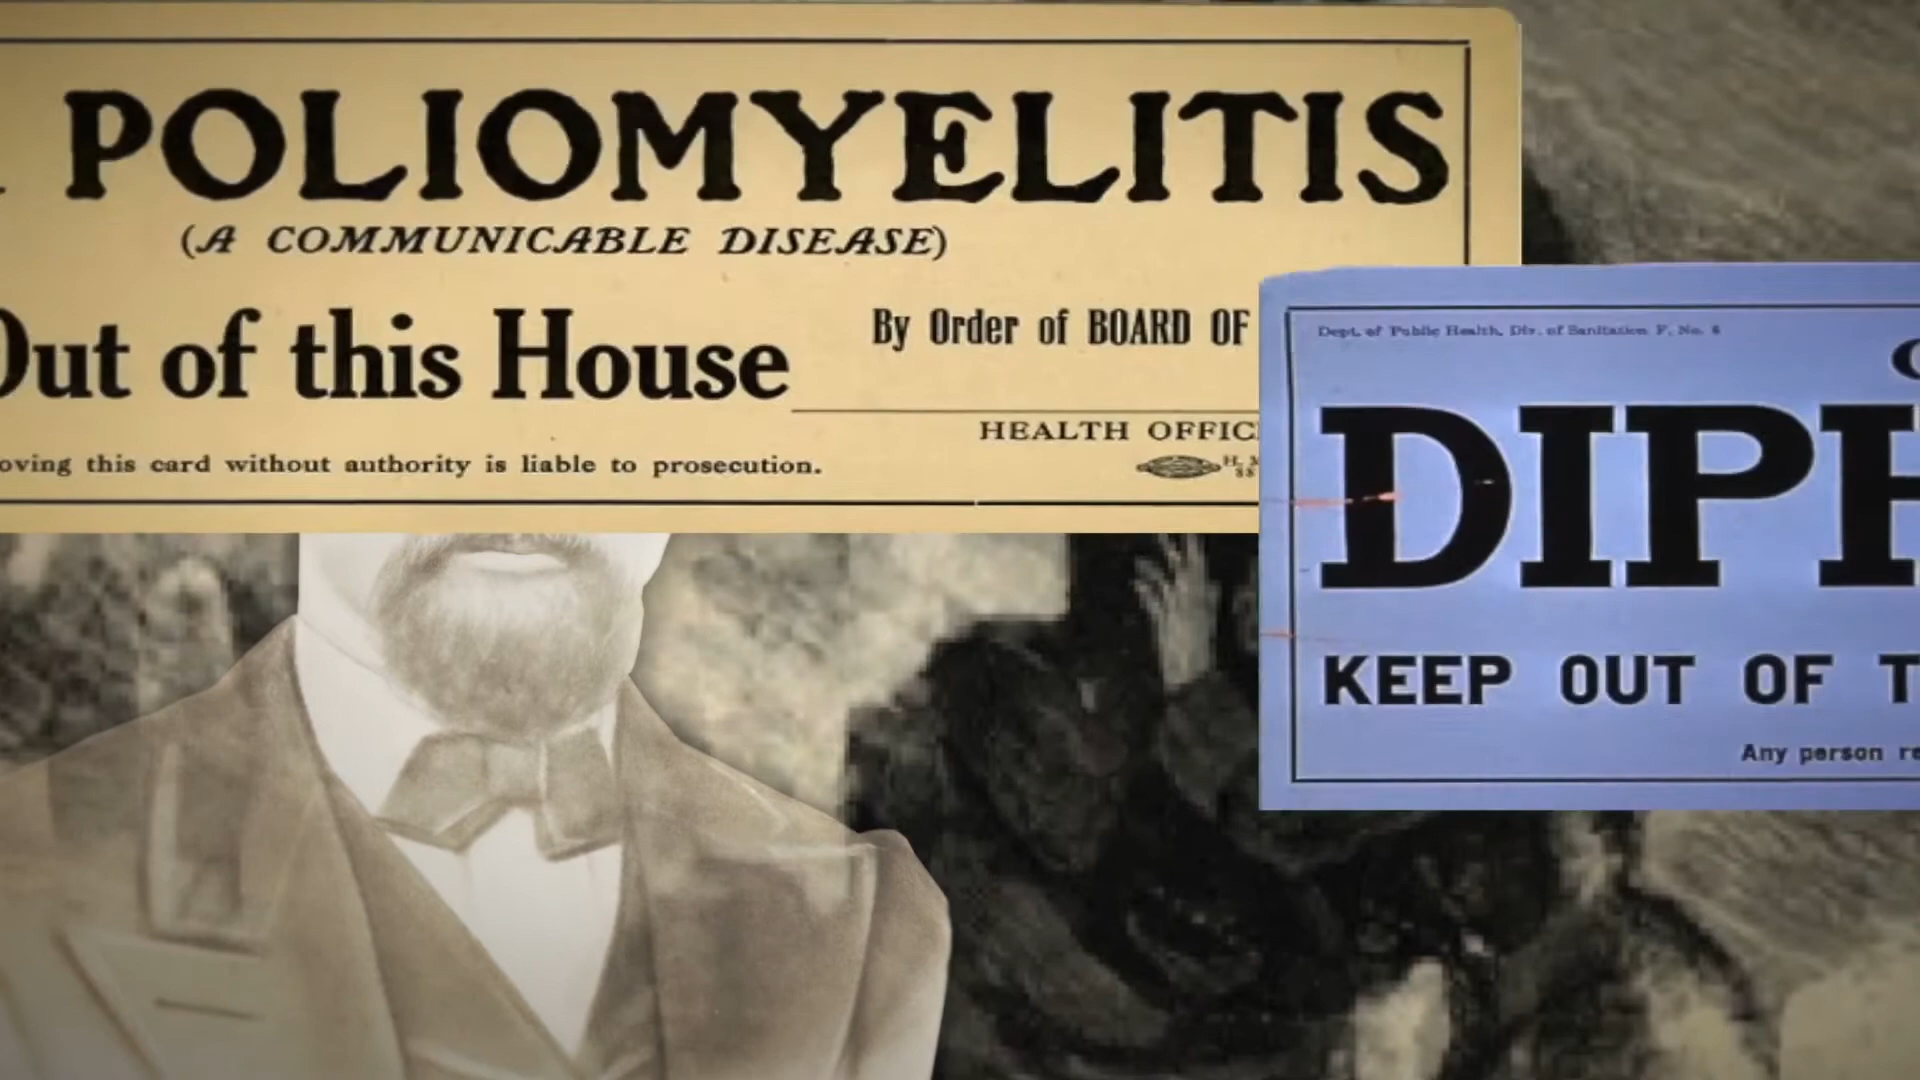 POLIOMYELITIS
(A COMMUNICABLE DISEASE)
Out of this House
By Order of BOARD OF
HEALTH OFFIC
oving this card without authority is liable to prosecution.
Dept. of Public Health, Div. of Sanitation F. No. 6
DIPH
KEEP OUT OF T
Any person re